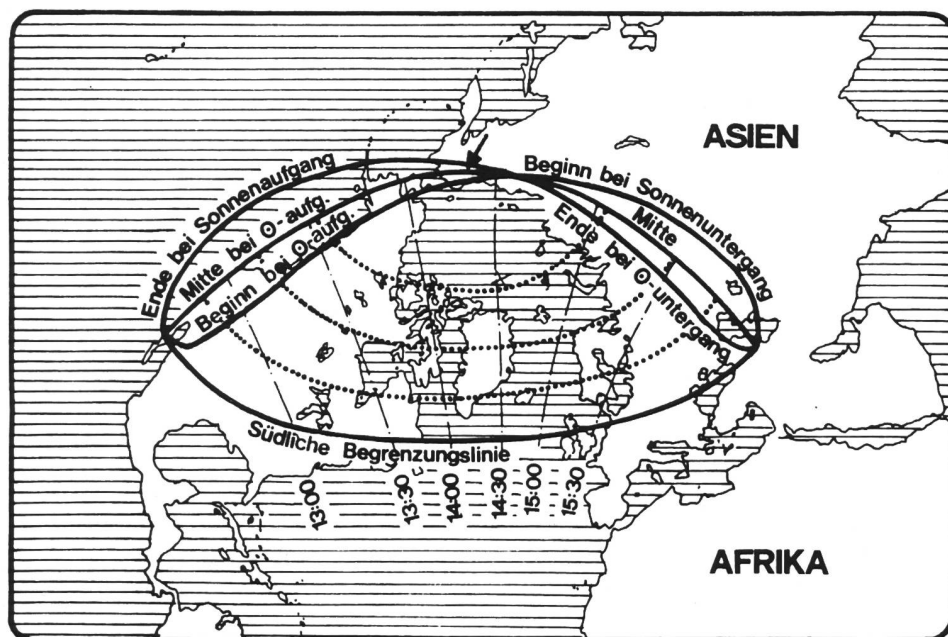 ASIEN
Ende bei Sonnenaufgang
Mitte bei ⊙ aufg.
Beginn bei ⊙ aufg.
Beginn bei Sonnenuntergang
Mitte
Ende bei ⊙-untergang
Südliche Begrenzungslinie
13:00
13:30
14:00
14:30
15:00
15:30
AFRIKA